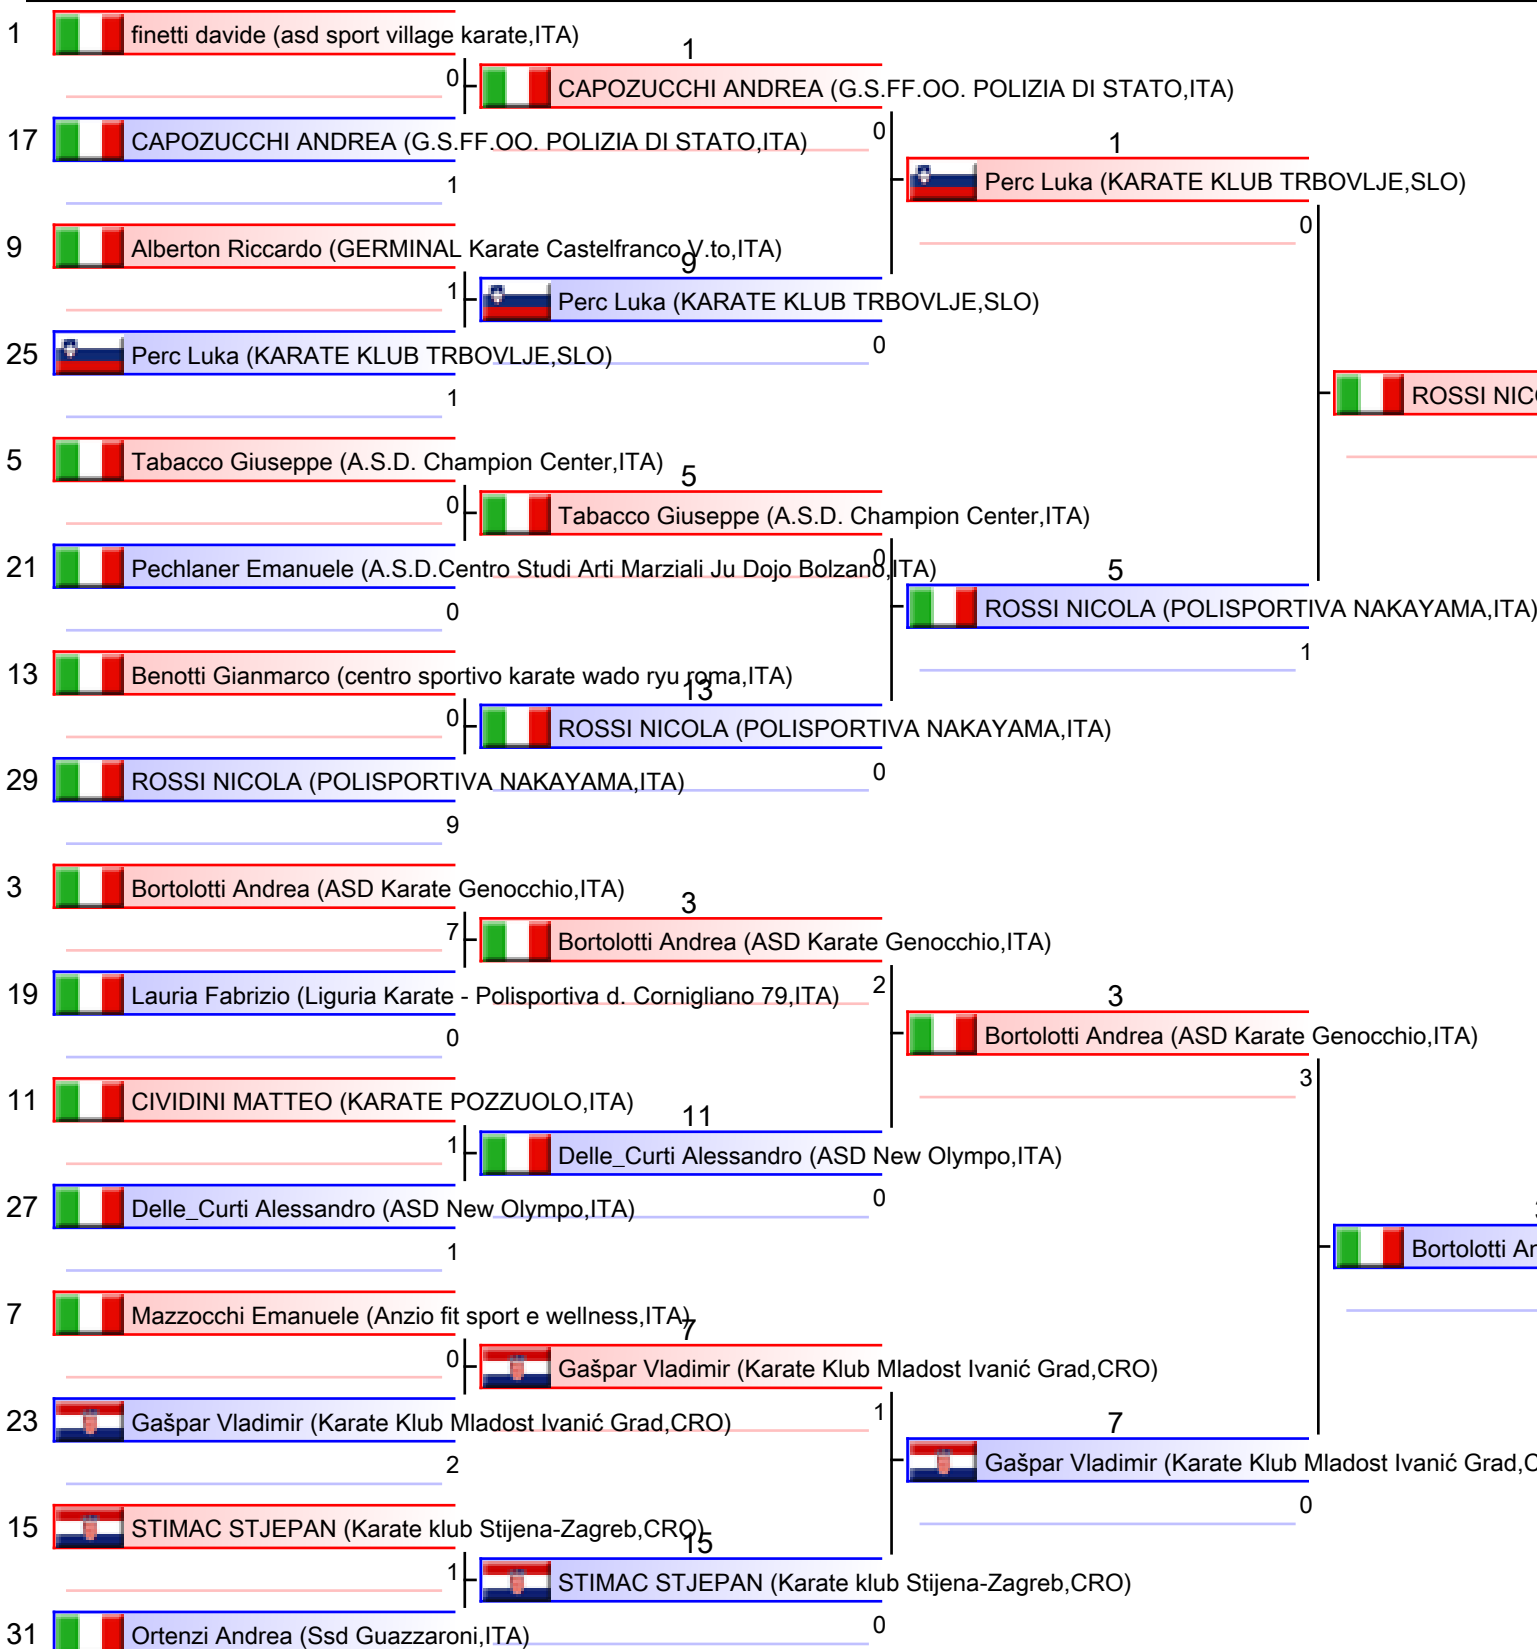 1 finetti davide (asd sport village karate,ITA)
1
0 CAPOZUCCHI ANDREA (G.S.FF.OO. POLIZIA DI STATO,ITA)
17 CAPOZUCCHI ANDREA (G.S.FF.OO. POLIZIA DI STATO,ITA)
0
1
1
Perc Luka (KARATE KLUB TRBOVLJE,SLO)
0
9 Alberton Riccardo (GERMINAL Karate Castelfranco V.to,ITA)
9
1 Perc Luka (KARATE KLUB TRBOVLJE,SLO)
0
25 Perc Luka (KARATE KLUB TRBOVLJE,SLO)
1
ROSSI
5 Tabacco Giuseppe (A.S.D. Champion Center,ITA)
5
0 Tabacco Giuseppe (A.S.D. Champion Center,ITA)
0
21 Pechlaner Emanuele (A.S.D.Centro Studi Arti Marziali Ju Dojo Bolzano,ITA)
5
0
ROSSI NICOLA (POLISPORTIVA NAKAYAMA,ITA)
1
13 Benotti Gianmarco (centro sportivo karate wado ryu roma,ITA)
13
0 ROSSI NICOLA (POLISPORTIVA NAKAYAMA,ITA)
0
29 ROSSI NICOLA (POLISPORTIVA NAKAYAMA,ITA)
9
3 Bortolotti Andrea (ASD Karate Genocchio,ITA)
3
7 Bortolotti Andrea (ASD Karate Genocchio,ITA)
2
19 Lauria Fabrizio (Liguria Karate - Polisportiva d. Cornigliano 79,ITA)
3
0
Bortolotti Andrea (ASD Karate Genocchio,ITA)
3
11 CIVIDINI MATTEO (KARATE POZZUOLO,ITA)
11
1 Delle_Curti Alessandro (ASD New Olympo,ITA)
0
27 Delle_Curti Alessandro (ASD New Olympo,ITA)
1
Bortolotti
7 Mazzocchi Emanuele (Anzio fit sport e wellness,ITA)
7
0 Gašpar Vladimir (Karate Klub Mladost Ivanić Grad,CRO)
1
23 Gašpar Vladimir (Karate Klub Mladost Ivanić Grad,CRO)
7
2
Gašpar Vladimir (Karate Klub Mladost Ivanić Grad,C
0
15 STIMAC STJEPAN (Karate klub Stijena-Zagreb,CRO)
15
1 STIMAC STJEPAN (Karate klub Stijena-Zagreb,CRO)
0
31 Ortenzi Andrea (Ssd Guazzaroni,ITA)